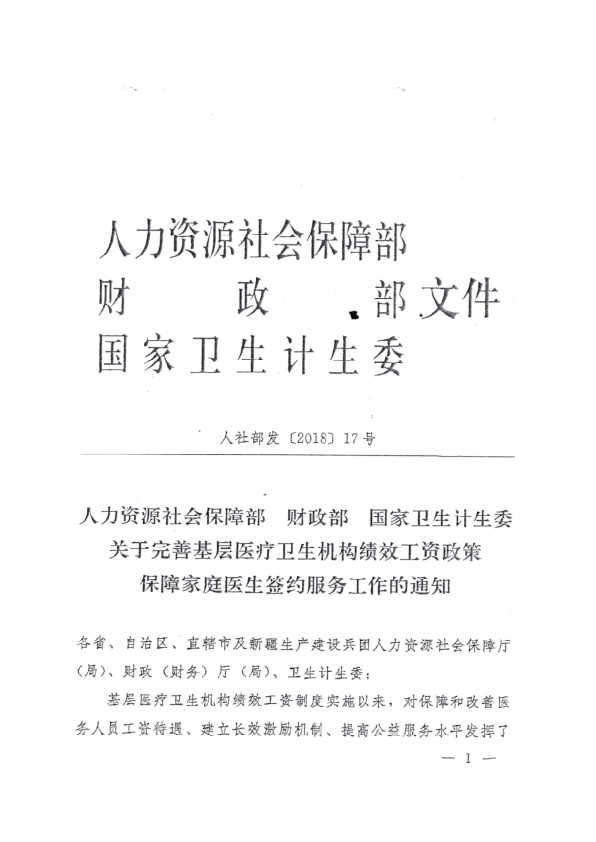 人力资源社会保障部
财政部文件
国家卫生计生委
人社部发〔2018〕17号
人力资源社会保障部 财政部 国家卫生计生委
关于完善基层医疗卫生机构绩效工资政策
保障家庭医生签约服务工作的通知
各省、自治区、直辖市及新疆生产建设兵团人力资源社会保障厅
（局）、财政（财务）厅（局）、卫生计生委：
基层医疗卫生机构绩效工资制度实施以来，对保障和改善医
务人员工资待遇、建立长效激励机制、提高公益服务水平发挥了
— 1 —